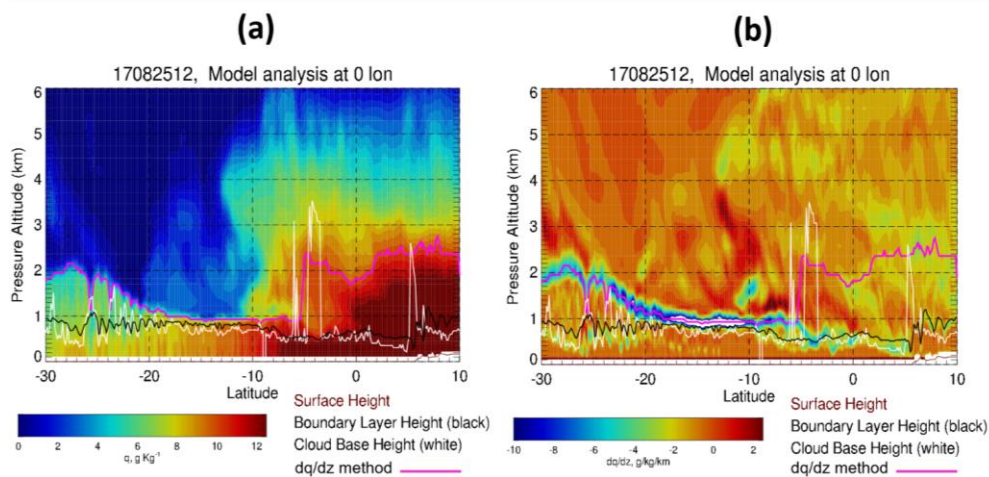 (a)
17082512, Model analysis at 0 lon
Pressure Altitude (km)
6
5
4
3
2
1
0
-30 -20 -10 0 10
Latitude
0 2 4 6 8 10 12
q, g Kg⁻¹
Surface Height
Boundary Layer Height (black)
Cloud Base Height (white)
dq/dz method
(b)
17082512, Model analysis at 0 lon
Pressure Altitude (km)
6
5
4
3
2
1
0
-30 -20 -10 0 10
Latitude
-10 -8 -6 -4 -2 0 2
dq/dz, g/kg/km
Surface Height
Boundary Layer Height (black)
Cloud Base Height (white)
dq/dz method